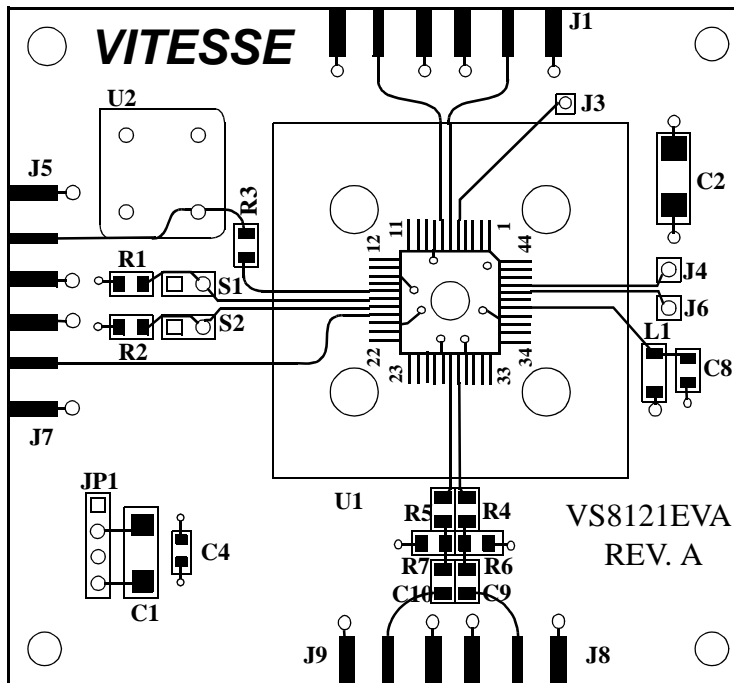 VITESSE
J1
U2
J3
J5
C2
R3
11
1
12
44
R1
S1
J4
J6
S2
R2
L1
22
34
C8
23
33
J7
JP1
U1
R5
R4
VS8121EVA
REV. A
C4
R7
R6
C1
C10
C9
J9
J8